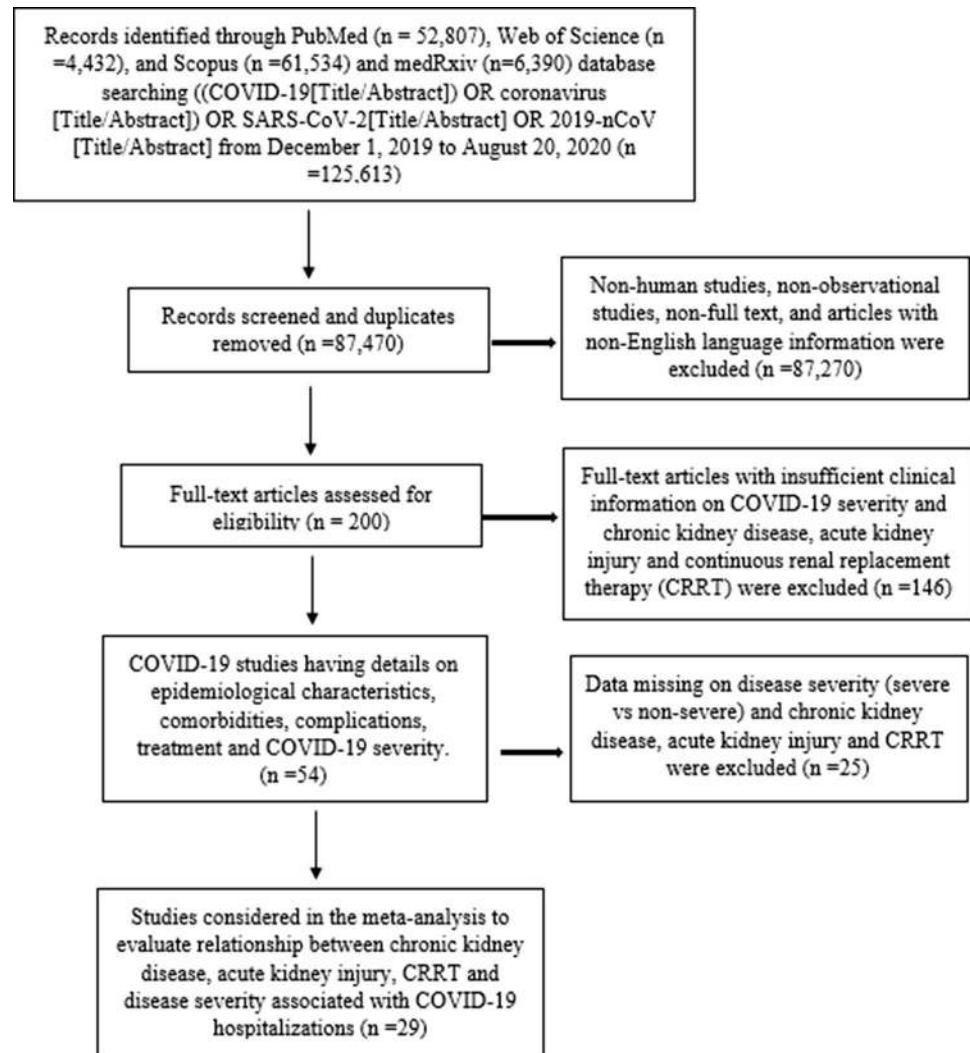 Records identified through PubMed (n = 52,807), Web of Science (n
=4,432), and Scopus (n =61,534) and medRxiv (n=6,390) database
searching ((COVID-19[Title/Abstract]) OR coronavirus
[Title/Abstract]) OR SARS-CoV-2[Title/Abstract] OR 2019-nCoV
[Title/Abstract] from December 1, 2019 to August 20, 2020 (n
=125,613)
Records screened and duplicates
removed (n =87,470)
Non-human studies, non-observational
studies, non-full text, and articles with
non-English language information were
excluded (n =87,270)
Full-text articles assessed for
eligibility (n = 200)
Full-text articles with insufficient clinical
information on COVID-19 severity and
chronic kidney disease, acute kidney
injury and continuous renal replacement
therapy (CRRT) were excluded (n =146)
COVID-19 studies having details on
epidemiological characteristics,
comorbidities, complications,
treatment and COVID-19 severity.
(n =54)
Data missing on disease severity (severe
vs non-severe) and chronic kidney
disease, acute kidney injury and CRRT
were excluded (n =25)
Studies considered in the meta-analysis to
evaluate relationship between chronic kidney
disease, acute kidney injury, CRRT and
disease severity associated with COVID-19
hospitalizations (n =29)